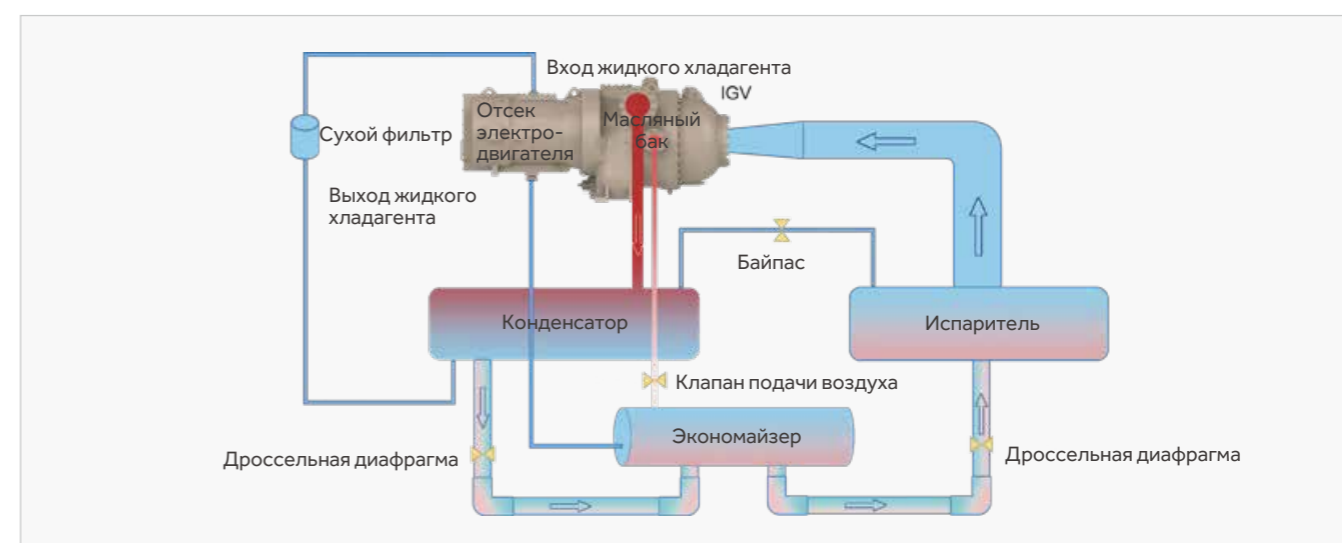 Вход жидкого хладагента
IGV
Отсек
электро-
двигателя
Масляный
бак
Сухой фильтр
Выход жидкого
хладагента
Байпас
Конденсатор
Испаритель
Клапан подачи воздуха
Экономайзер
Дроссельная диафрагма
Дроссельная диафрагма